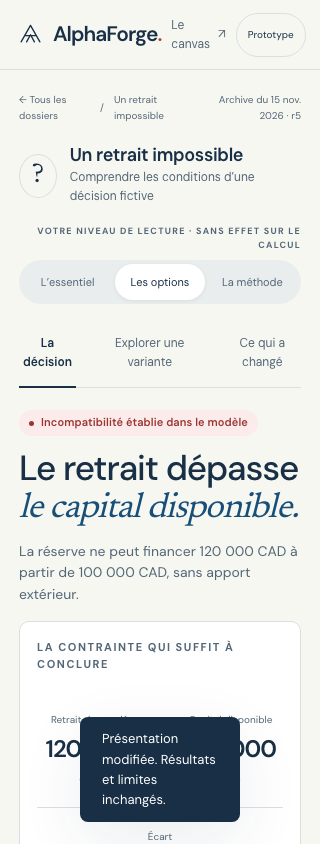 AlphaForge.
Le canvas
Prototype
← Tous les dossiers
/
Un retrait impossible
Archive du 15 nov. 2026 · r5
?
Un retrait impossible
Comprendre les conditions d’une
décision fictive
VOTRE NIVEAU DE LECTURE · SANS EFFET SUR LE
CALCUL
L’essentiel
Les options
La méthode
La décision
Explorer une variante
Ce qui a changé
Incompatibilité établie dans le modèle
Le retrait dépasse
le capital disponible.
La réserve ne peut financer 120 000 CAD à
partir de 100 000 CAD, sans apport
extérieur.
LA CONTRAINTE QUI SUFFIT À
CONCLURE
Présentation
modifiée. Résultats
et limites
inchangés.
Écart